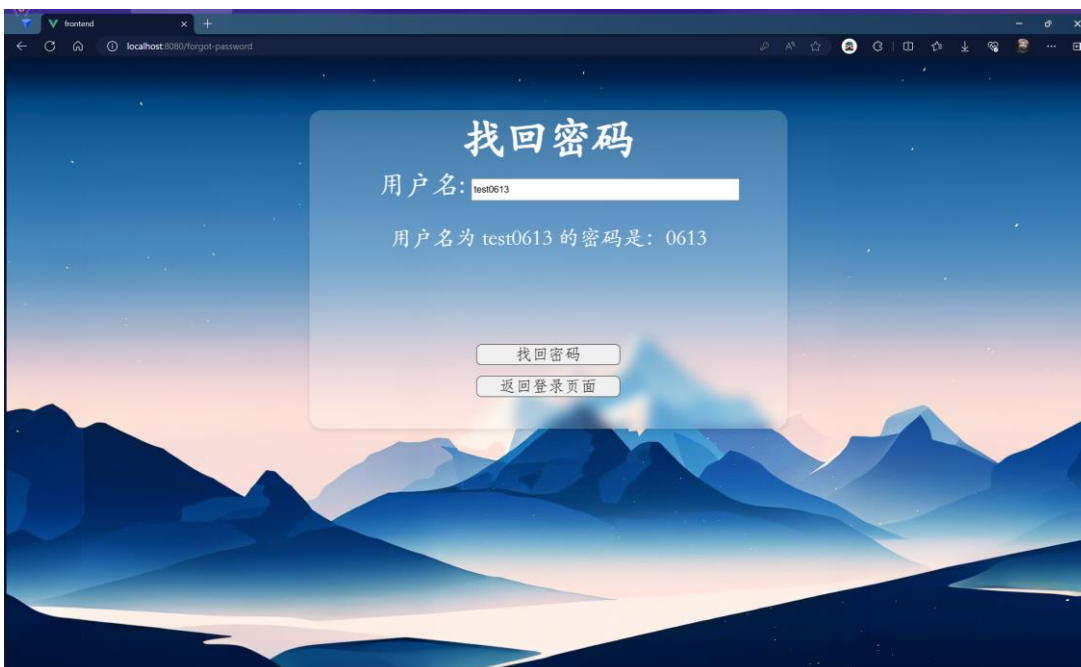 frontend
localhost:8080/forgot-password
找回密码
用户名: test0613
用户名为 test0613 的密码是：0613
找回密码
返回登录页面